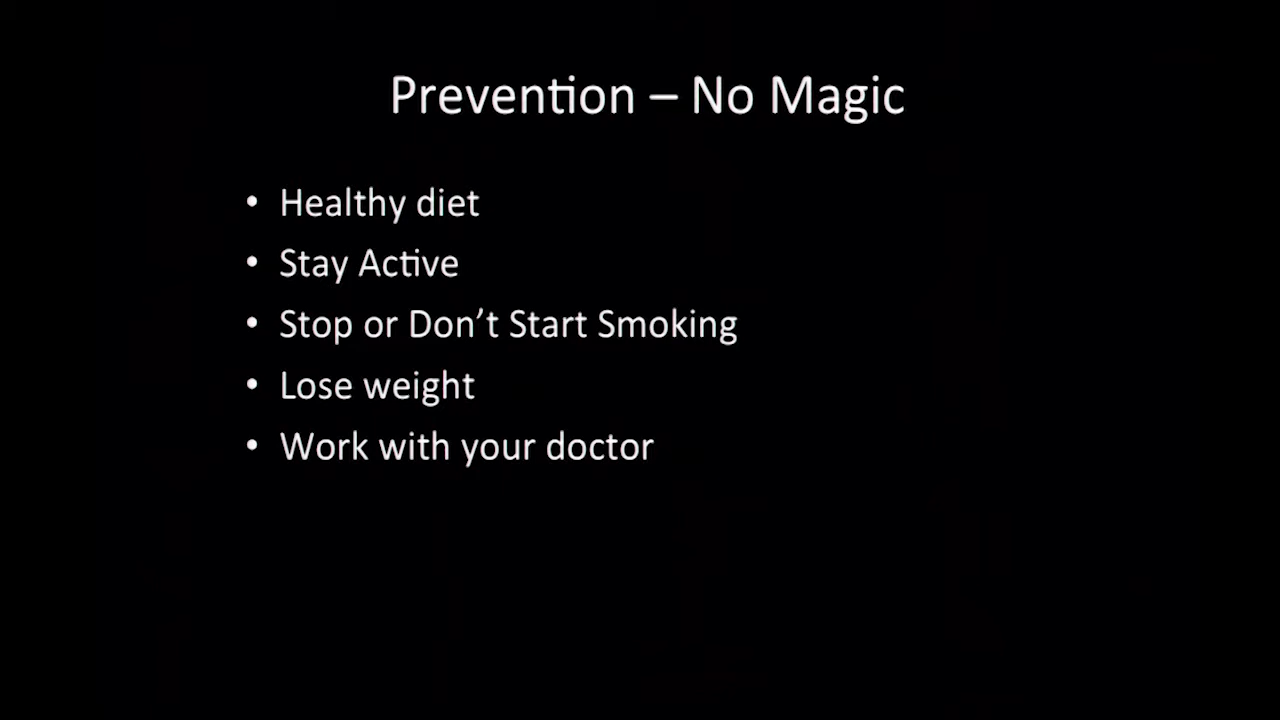 Prevention – No Magic
• Healthy diet
• Stay Active
• Stop or Don’t Start Smoking
• Lose weight
• Work with your doctor